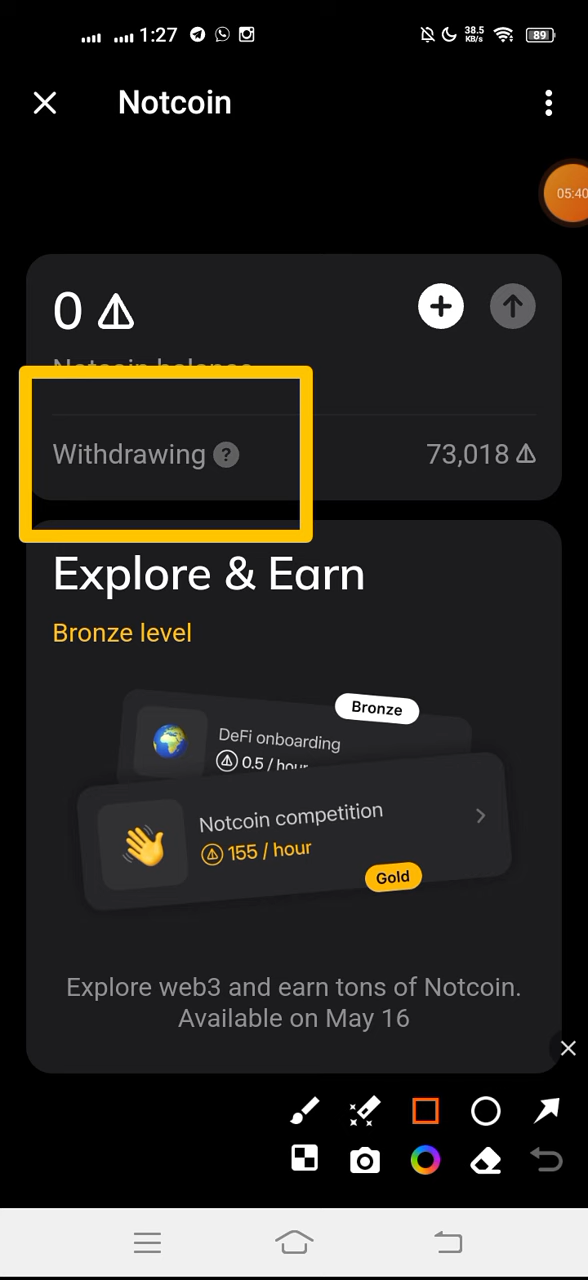 1:27
38.5
KB/s
89
Notcoin
05:40
0
Notcoin balance
Withdrawing ?
73,018
Explore & Earn
Bronze level
Bronze
DeFi onboarding
0.5 / hour
Notcoin competition
155 / hour
Gold
Explore web3 and earn tons of Notcoin.
Available on May 16